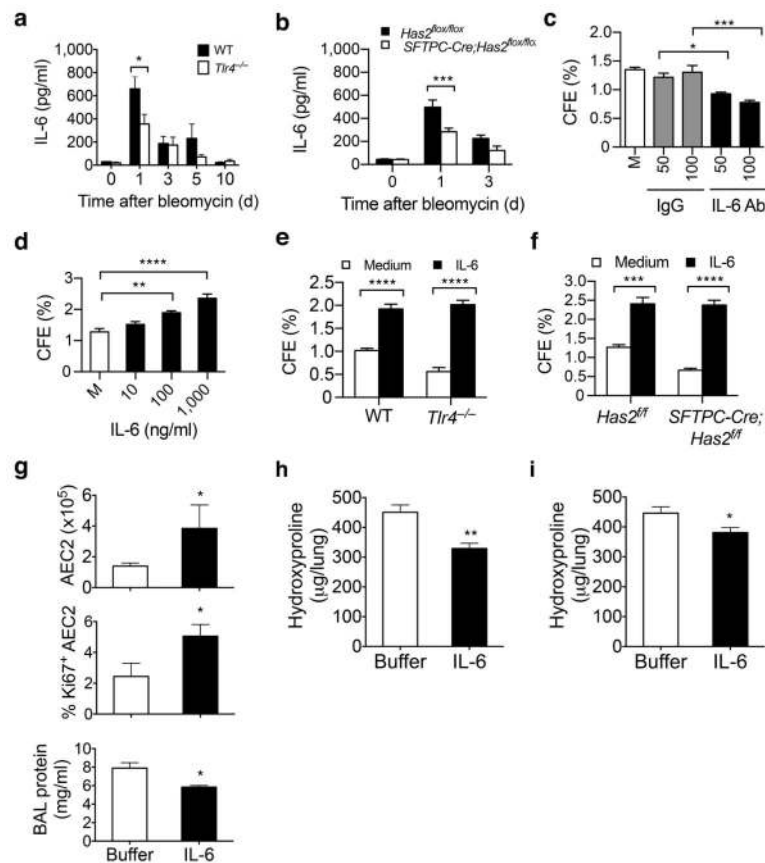 a
WT
Tlr4–/–
*
IL-6 (pg/ml)
1,000
800
600
400
200
0 1 3 5 10
Time after bleomycin (d)
b
Has2flox/flox
SFTPC-Cre;Has2flox/flo
***
IL-6 (pg/ml)
1,000
800
600
400
200
0 1 3
Time after bleomycin (d)
c
***
*
CFE (%)
2.0
1.5
1.0
0.5
0.0
M 50 100 50 100
IgG IL-6 Ab
d
****
**
CFE (%)
3
2
1
0
M 10 100 1,000
IL-6 (ng/ml)
e
Medium IL-6
**** ****
CFE (%)
2.5
2.0
1.5
1.0
0.5
0
WT Tlr4–/–
f
Medium IL-6
*** ****
CFE (%)
3.0
2.5
2.0
1.5
1.0
0.5
0
Has2f/f SFTPC-Cre;
Has2f/f
g
AEC2 (x105)
6
4
2
0
*
% Ki67+ AEC2
6
4
2
0
*
BAL protein
(mg/ml)
10
8
6
4
2
0
*
Buffer IL-6
h
Hydroxyproline
(μg/lung)
500
400
300
200
100
0
**
Buffer IL-6
i
Hydroxyproline
(μg/lung)
500
400
300
200
100
0
*
Buffer IL-6